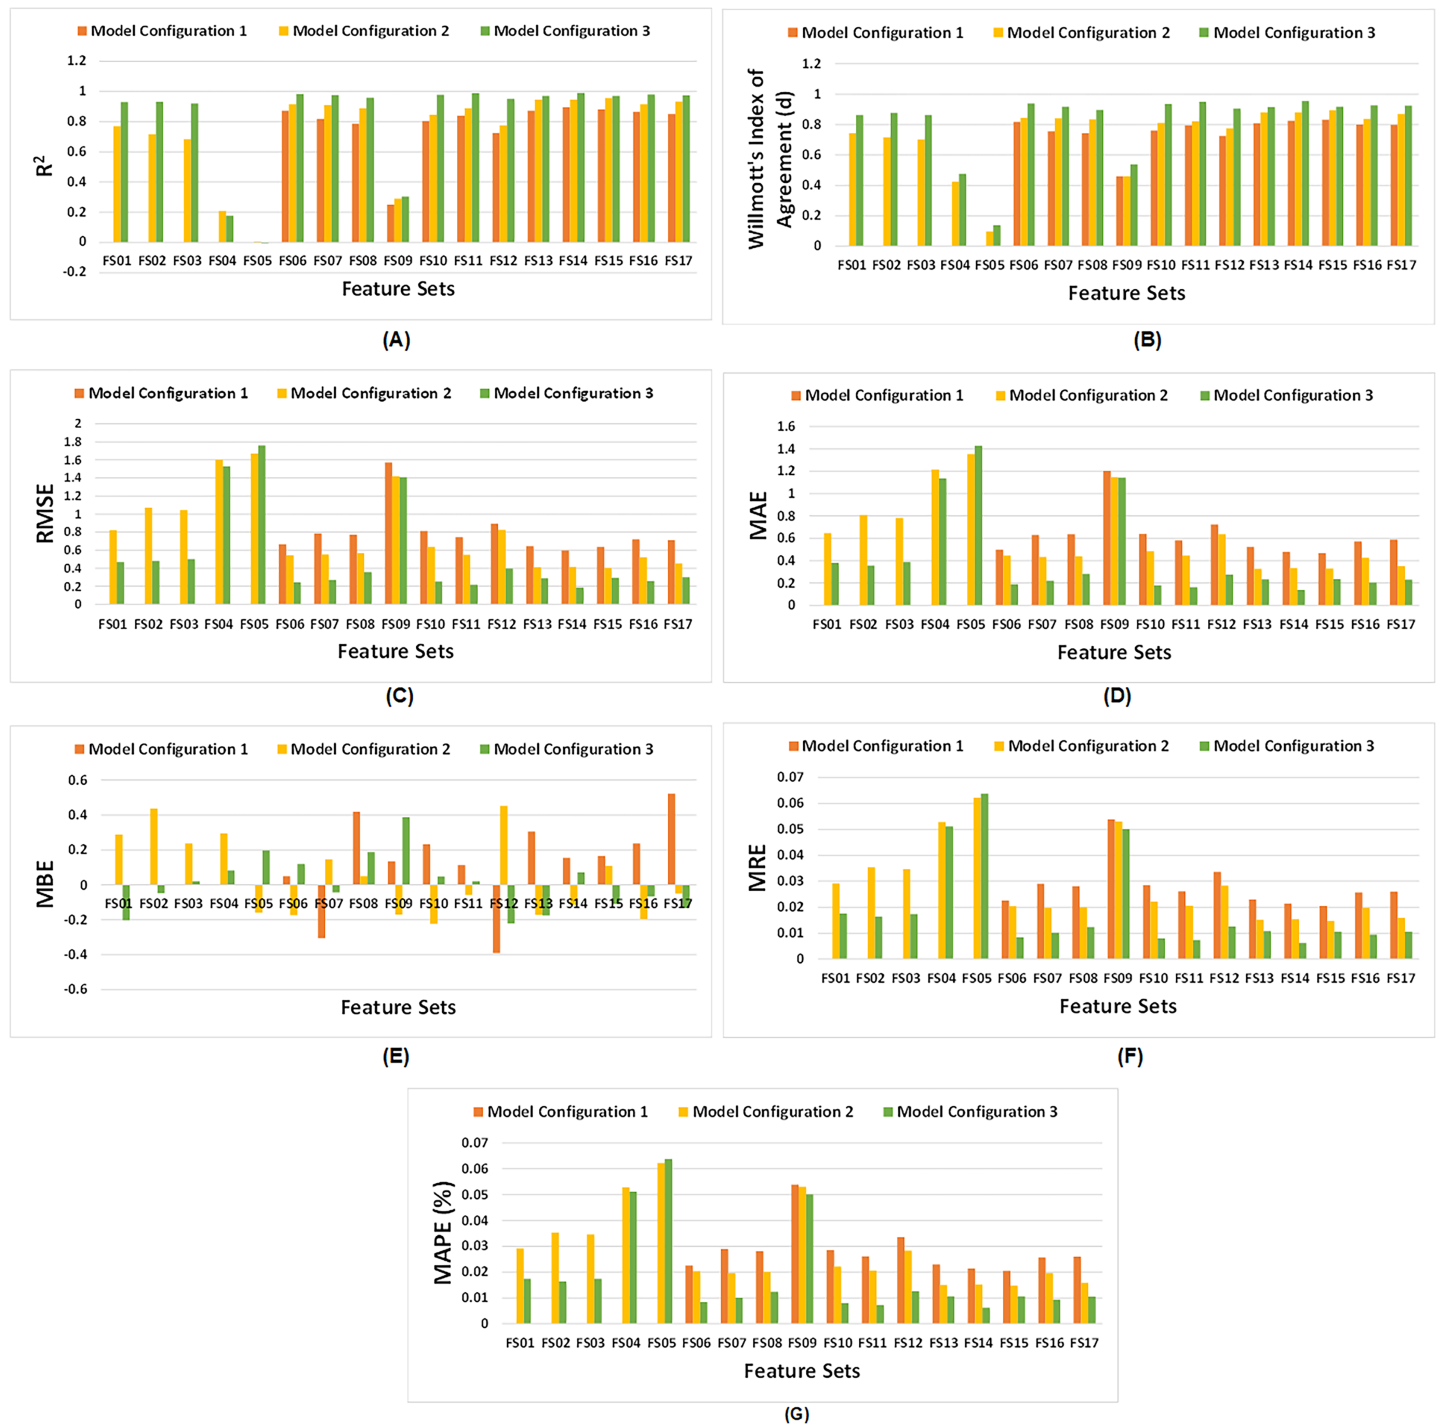 Model Configuration 1 Model Configuration 2 Model Configuration 3
1.2
1
0.8
0.6
0.4
0.2
0
-0.2
R²
FS01 FS02 FS03 FS04 FS05 FS06 FS07 FS08 FS09 FS10 FS11 FS12 FS13 FS14 FS15 FS16 FS17
Feature Sets
(A)
Model Configuration 1 Model Configuration 2 Model Configuration 3
1.2
1
0.8
0.6
0.4
0.2
0
Willmott's Index of
Agreement (d)
FS01 FS02 FS03 FS04 FS05 FS06 FS07 FS08 FS09 FS10 FS11 FS12 FS13 FS14 FS15 FS16 FS17
Feature Sets
(B)
Model Configuration 1 Model Configuration 2 Model Configuration 3
2
1.8
1.6
1.4
1.2
1
0.8
0.6
0.4
0.2
0
RMSE
FS01 FS02 FS03 FS04 FS05 FS06 FS07 FS08 FS09 FS10 FS11 FS12 FS13 FS14 FS15 FS16 FS17
Feature Sets
(C)
Model Configuration 1 Model Configuration 2 Model Configuration 3
1.6
1.4
1.2
1
0.8
0.6
0.4
0.2
0
MAE
FS01 FS02 FS03 FS04 FS05 FS06 FS07 FS08 FS09 FS10 FS11 FS12 FS13 FS14 FS15 FS16 FS17
Feature Sets
(D)
Model Configuration 1 Model Configuration 2 Model Configuration 3
0.6
0.4
0.2
0
-0.2
-0.4
-0.6
MBE
FS01 FS02 FS03 FS04 FS05 FS06 FS07 FS08 FS09 FS10 FS11 FS12 FS13 FS14 FS15 FS16 FS17
Feature Sets
(E)
Model Configuration 1 Model Configuration 2 Model Configuration 3
0.07
0.06
0.05
0.04
0.03
0.02
0.01
0
MRE
FS01 FS02 FS03 FS04 FS05 FS06 FS07 FS08 FS09 FS10 FS11 FS12 FS13 FS14 FS15 FS16 FS17
Feature Sets
(F)
Model Configuration 1 Model Configuration 2 Model Configuration 3
0.07
0.06
0.05
0.04
0.03
0.02
0.01
0
MAPE (%)
FS01 FS02 FS03 FS04 FS05 FS06 FS07 FS08 FS09 FS10 FS11 FS12 FS13 FS14 FS15 FS16 FS17
Feature Sets
(G)